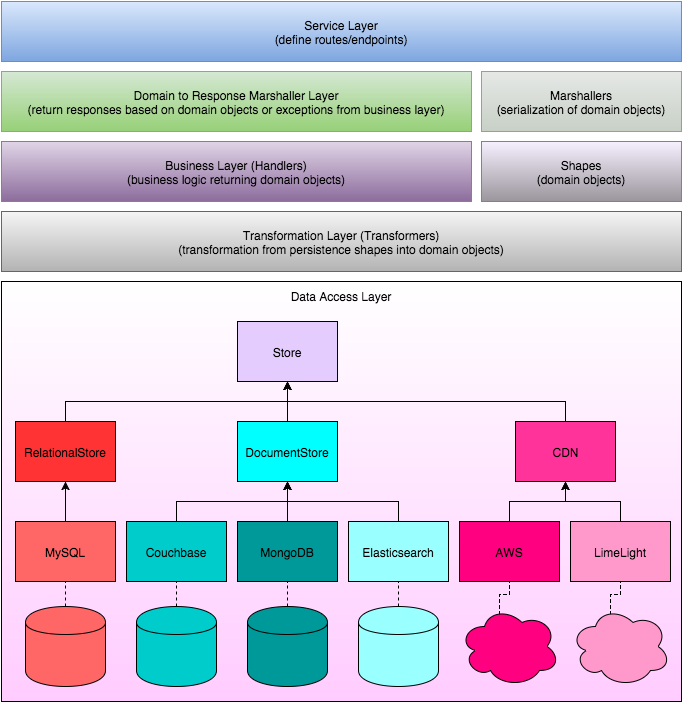 Service Layer
(define routes/endpoints)
Domain to Response Marshaller Layer
(return responses based on domain objects or exceptions from business layer)
Marshallers
(serialization of domain objects)
Business Layer (Handlers)
(business logic returning domain objects)
Shapes
(domain objects)
Transformation Layer (Transformers)
(transformation from persistence shapes into domain objects)
Data Access Layer
Store
RelationalStore
DocumentStore
CDN
MySQL
Couchbase
MongoDB
Elasticsearch
AWS
LimeLight